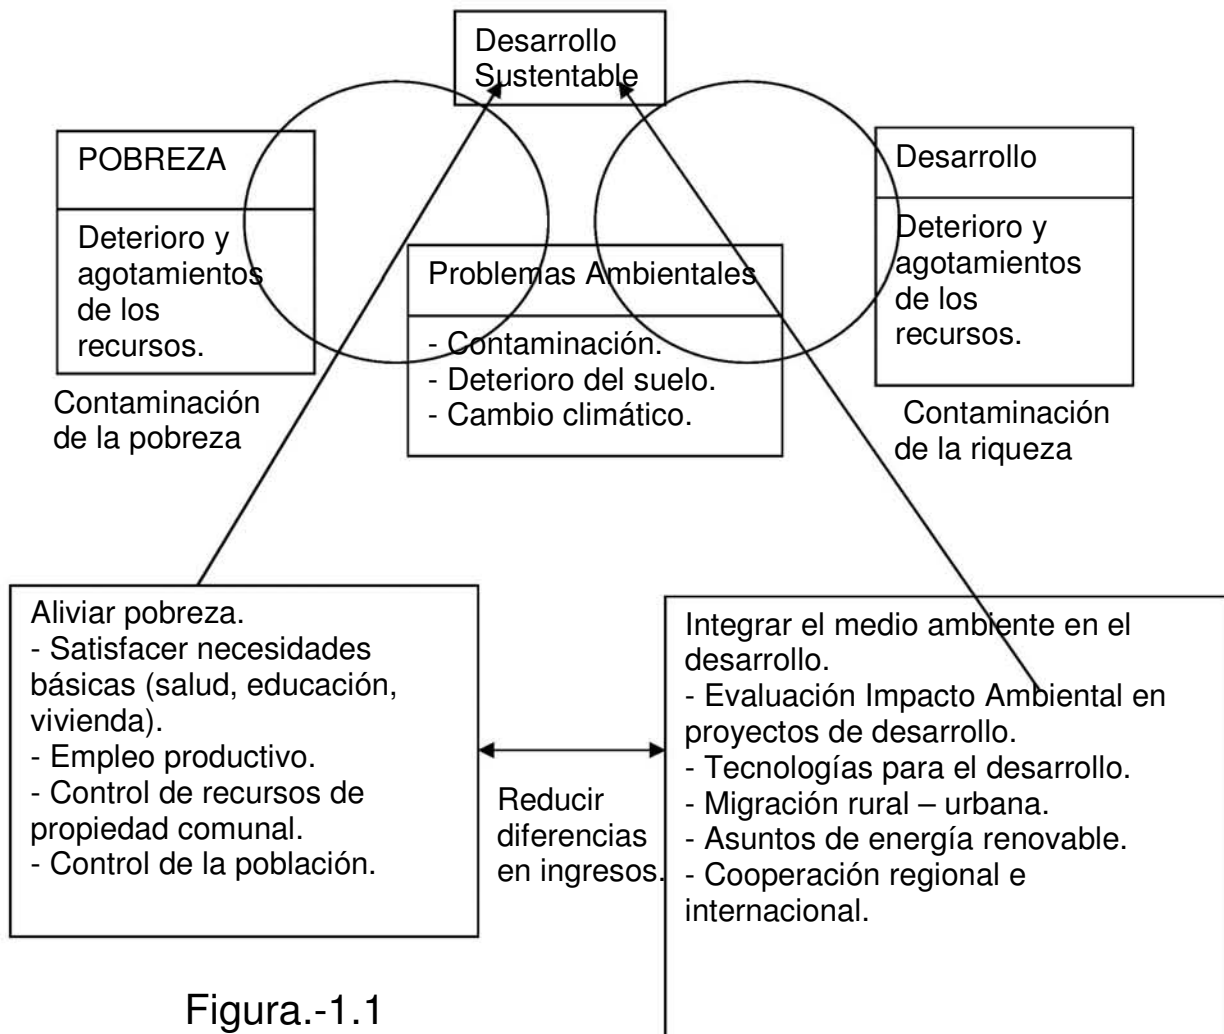 Desarrollo
Sustentable
POBREZA
Deterioro y
agotamientos
de los
recursos.
Contaminación
de la pobreza
Problemas Ambientales
- Contaminación.
- Deterioro del suelo.
- Cambio climático.
Desarrollo
Deterioro y
agotamientos
de los
recursos.
Contaminación
de la riqueza
Aliviar pobreza.
- Satisfacer necesidades
básicas (salud, educación,
vivienda).
- Empleo productivo.
- Control de recursos de
propiedad comunal.
- Control de la población.
Reducir
diferencias
en ingresos.
Integrar el medio ambiente en el
desarrollo.
- Evaluación Impacto Ambiental en
proyectos de desarrollo.
- Tecnologías para el desarrollo.
- Migración rural – urbana.
- Asuntos de energía renovable.
- Cooperación regional e
internacional.
Figura.-1.1